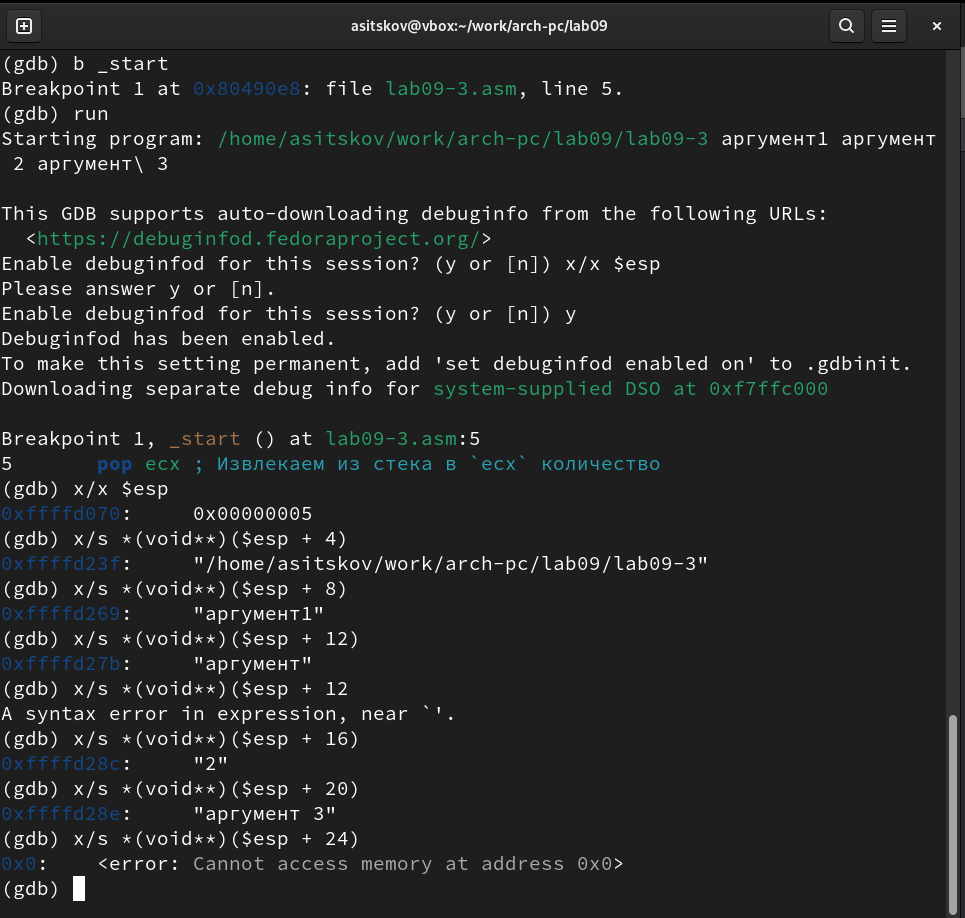 asitskov@vbox:~/work/arch-pc/lab09
(gdb) b _start
Breakpoint 1 at 0x80490e8: file lab09-3.asm, line 5.
(gdb) run
Starting program: /home/asitskov/work/arch-pc/lab09/lab09-3 аргумент1 аргумент
 2 аргумент\ 3

This GDB supports auto-downloading debuginfo from the following URLs:
  <https://debuginfod.fedoraproject.org/>
Enable debuginfod for this session? (y or [n]) x/x $esp
Please answer y or [n].
Enable debuginfod for this session? (y or [n]) y
Debuginfod has been enabled.
To make this setting permanent, add 'set debuginfod enabled on' to .gdbinit.
Downloading separate debug info for system-supplied DSO at 0xf7ffc000

Breakpoint 1, _start () at lab09-3.asm:5
5       pop ecx ; Извлекаем из стека в `ecx` количество
(gdb) x/x $esp
0xffffd070:     0x00000005
(gdb) x/s *(void**)($esp + 4)
0xffffd23f:     "/home/asitskov/work/arch-pc/lab09/lab09-3"
(gdb) x/s *(void**)($esp + 8)
0xffffd269:     "аргумент1"
(gdb) x/s *(void**)($esp + 12)
0xffffd27b:     "аргумент"
(gdb) x/s *(void**)($esp + 12
A syntax error in expression, near `'.
(gdb) x/s *(void**)($esp + 16)
0xffffd28c:     "2"
(gdb) x/s *(void**)($esp + 20)
0xffffd28e:     "аргумент 3"
(gdb) x/s *(void**)($esp + 24)
0x0:    <error: Cannot access memory at address 0x0>
(gdb)